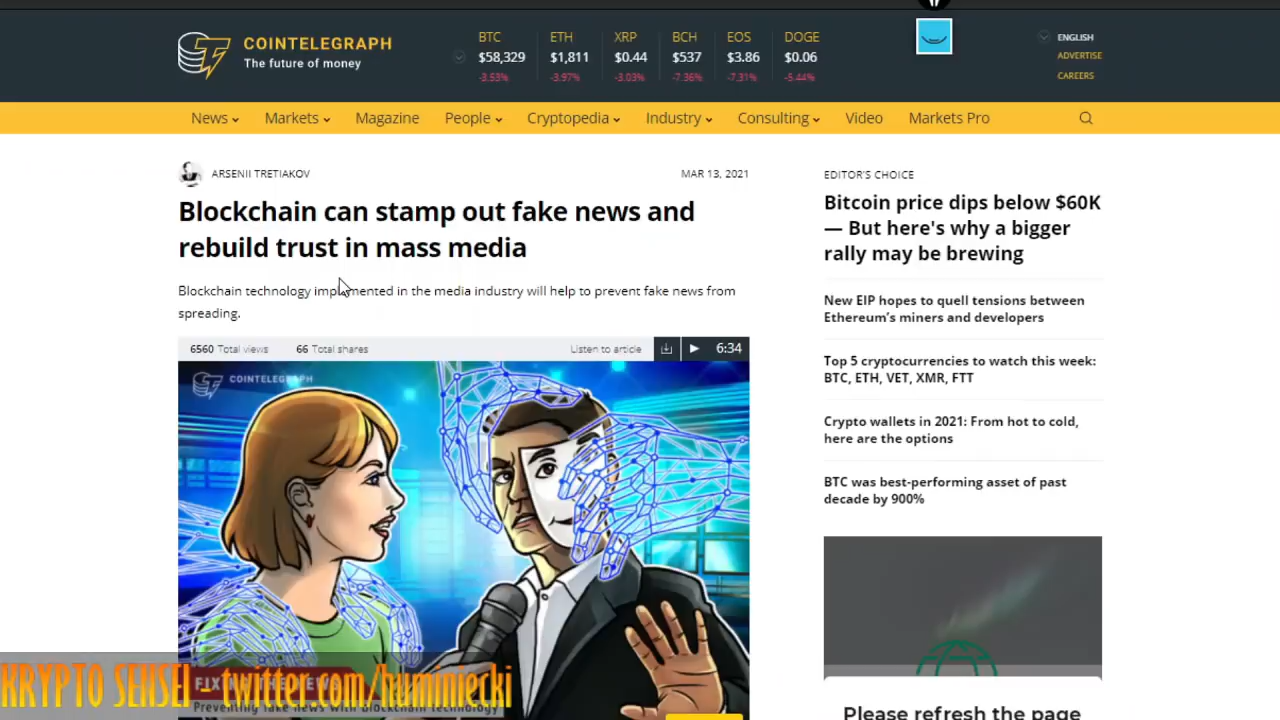 COINTELEGRAPH
The future of money
BTC
$58,329
-3.53%
ETH
$1,811
-3.97%
XRP
$0.44
-3.03%
BCH
$537
-7.36%
EOS
$3.86
-7.31%
DOGE
$0.06
-5.44%
ENGLISH
ADVERTISE
CAREERS
News
Markets
Magazine
People
Cryptopedia
Industry
Consulting
Video
Markets Pro
ARSENII TRETIAKOV
MAR 13, 2021
Blockchain can stamp out fake news and
rebuild trust in mass media
Blockchain technology implemented in the media industry will help to prevent fake news from
spreading.
6560 Total views
66 Total shares
Listen to article
6:34
COINTELEGRAPH
FIXING THE NEWS
Preventing fake news with blockchain technology
KRYPTO SENSEI - twitter.com/huminiecki
EDITOR'S CHOICE
Bitcoin price dips below $60K
— But here's why a bigger
rally may be brewing
New EIP hopes to quell tensions between
Ethereum's miners and developers
Top 5 cryptocurrencies to watch this week:
BTC, ETH, VET, XMR, FTT
Crypto wallets in 2021: From hot to cold,
here are the options
BTC was best-performing asset of past
decade by 900%
Please refresh the page